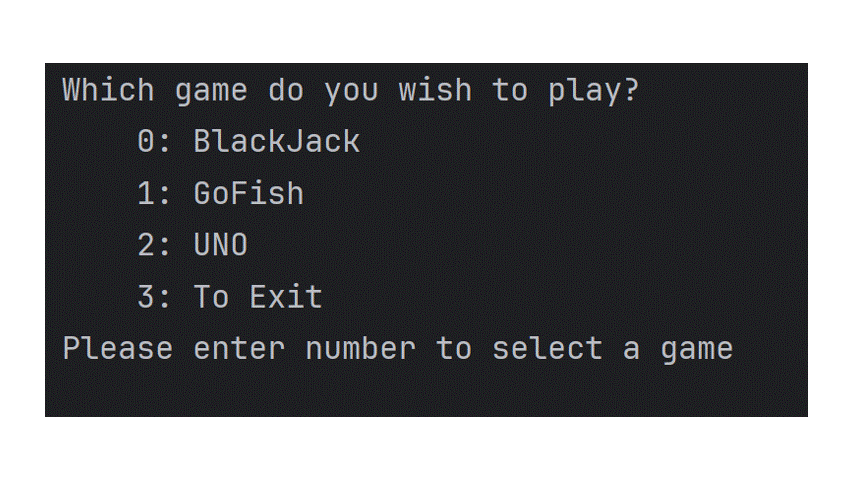 Which game do you wish to play?
0: BlackJack
1: GoFish
2: UNO
3: To Exit
Please enter number to select a game